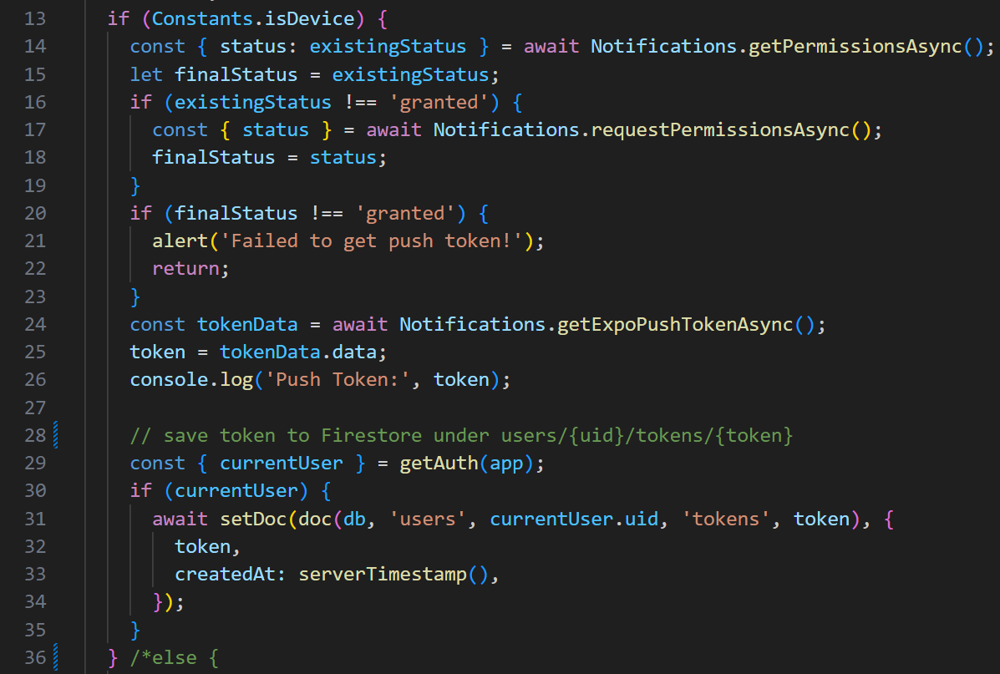 13 if (Constants.isDevice) {
14 const { status: existingStatus } = await Notifications.getPermissionsAsync();
15 let finalStatus = existingStatus;
16 if (existingStatus !== 'granted') {
17 const { status } = await Notifications.requestPermissionsAsync();
18 finalStatus = status;
19 }
20 if (finalStatus !== 'granted') {
21 alert('Failed to get push token!');
22 return;
23 }
24 const tokenData = await Notifications.getExpoPushTokenAsync();
25 token = tokenData.data;
26 console.log('Push Token:', token);
27
28 // save token to Firestore under users/{uid}/tokens/{token}
29 const { currentUser } = getAuth(app);
30 if (currentUser) {
31 await setDoc(doc(db, 'users', currentUser.uid, 'tokens', token), {
32 token,
33 createdAt: serverTimestamp(),
34 });
35 }
36 } /*else {